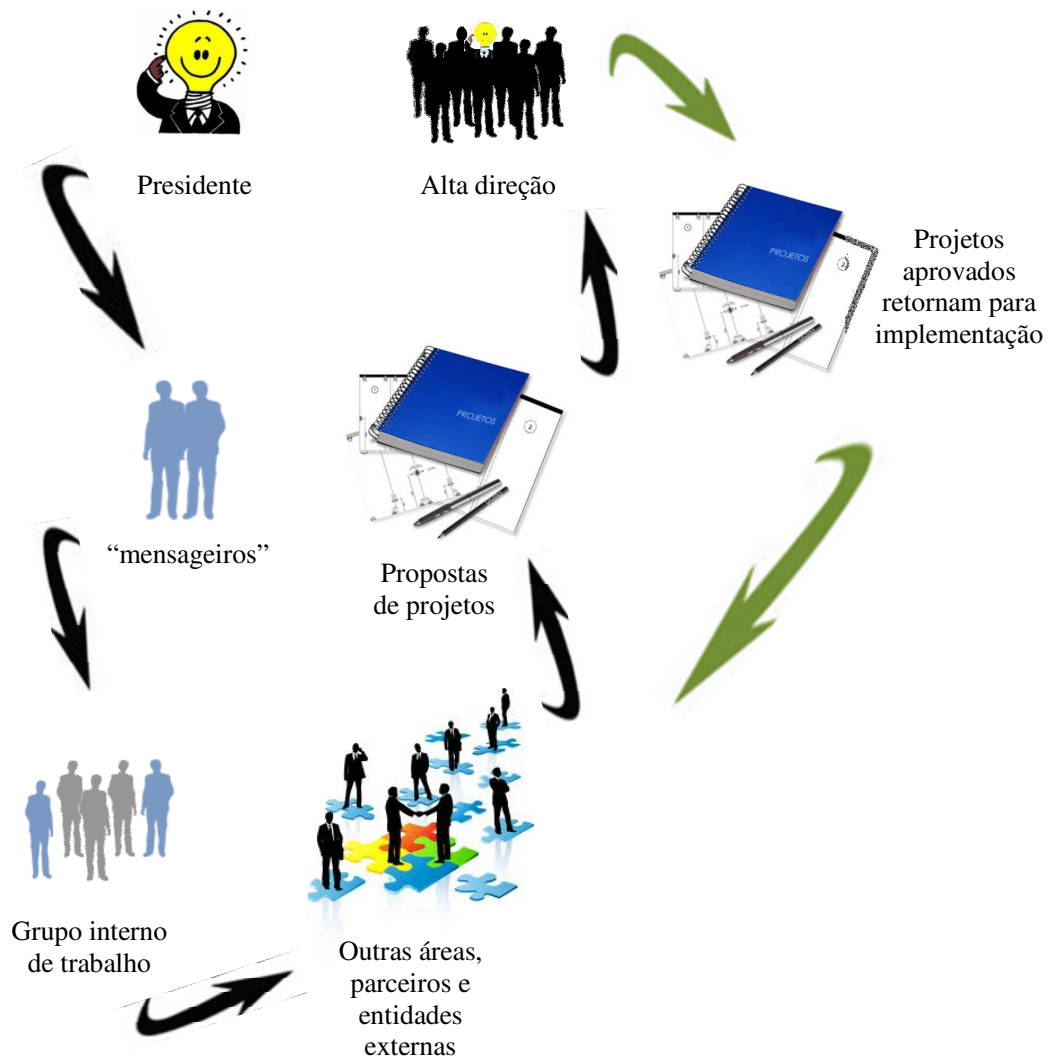 Presidente
Alta direção
PROJETOS
Projetos
aprovados
retornam para
implementação
PROJETOS
“mensageiros”
Propostas
de projetos
Grupo interno
de trabalho
Outras áreas,
parceiros e
entidades
externas